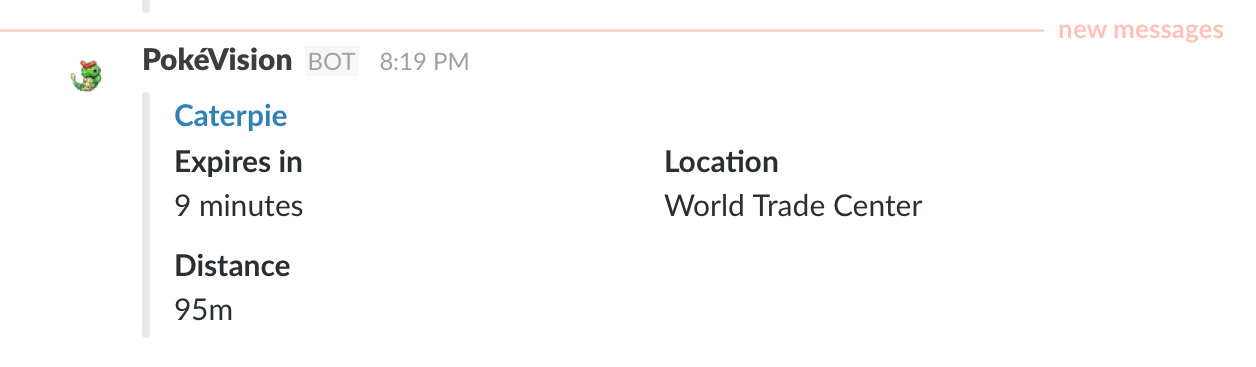 new messages
PokéVision BOT 8:19 PM
Caterpie
Expires in Location
9 minutes World Trade Center
Distance
95m